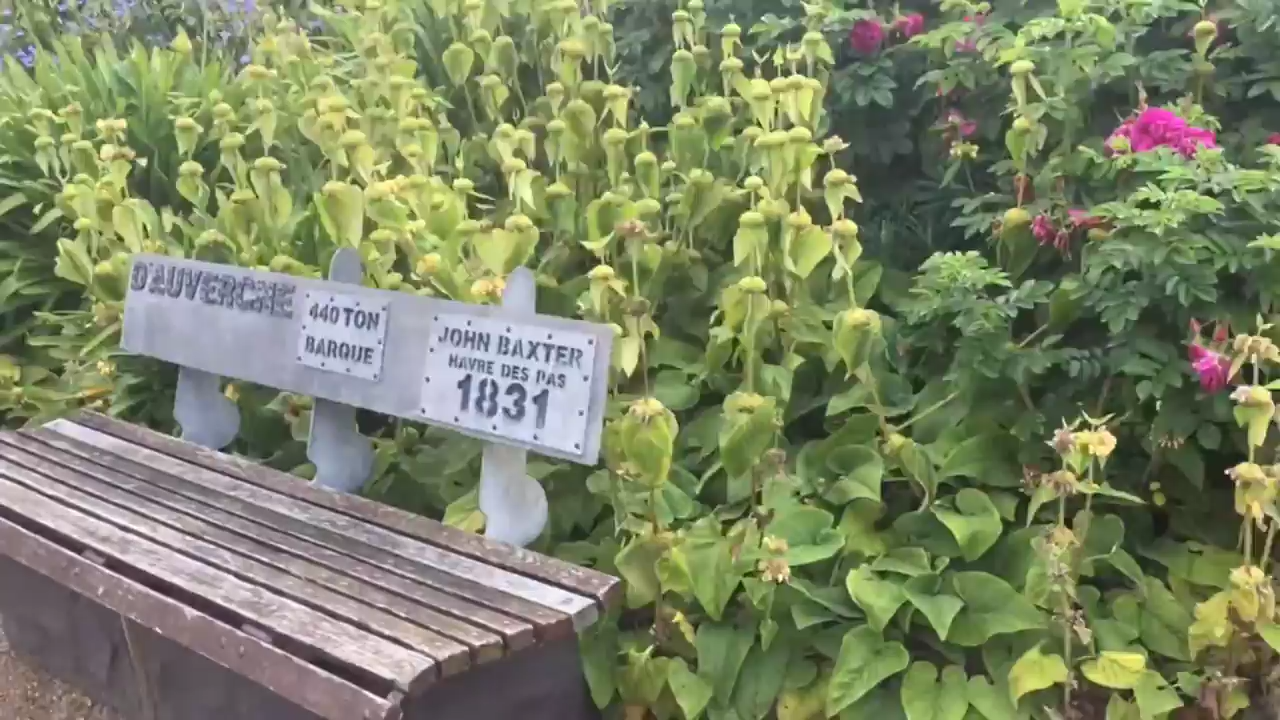 D'AUVERGNE
440 TON
BARQUE
JOHN BAXTER
HAVRE DES PAS
1831